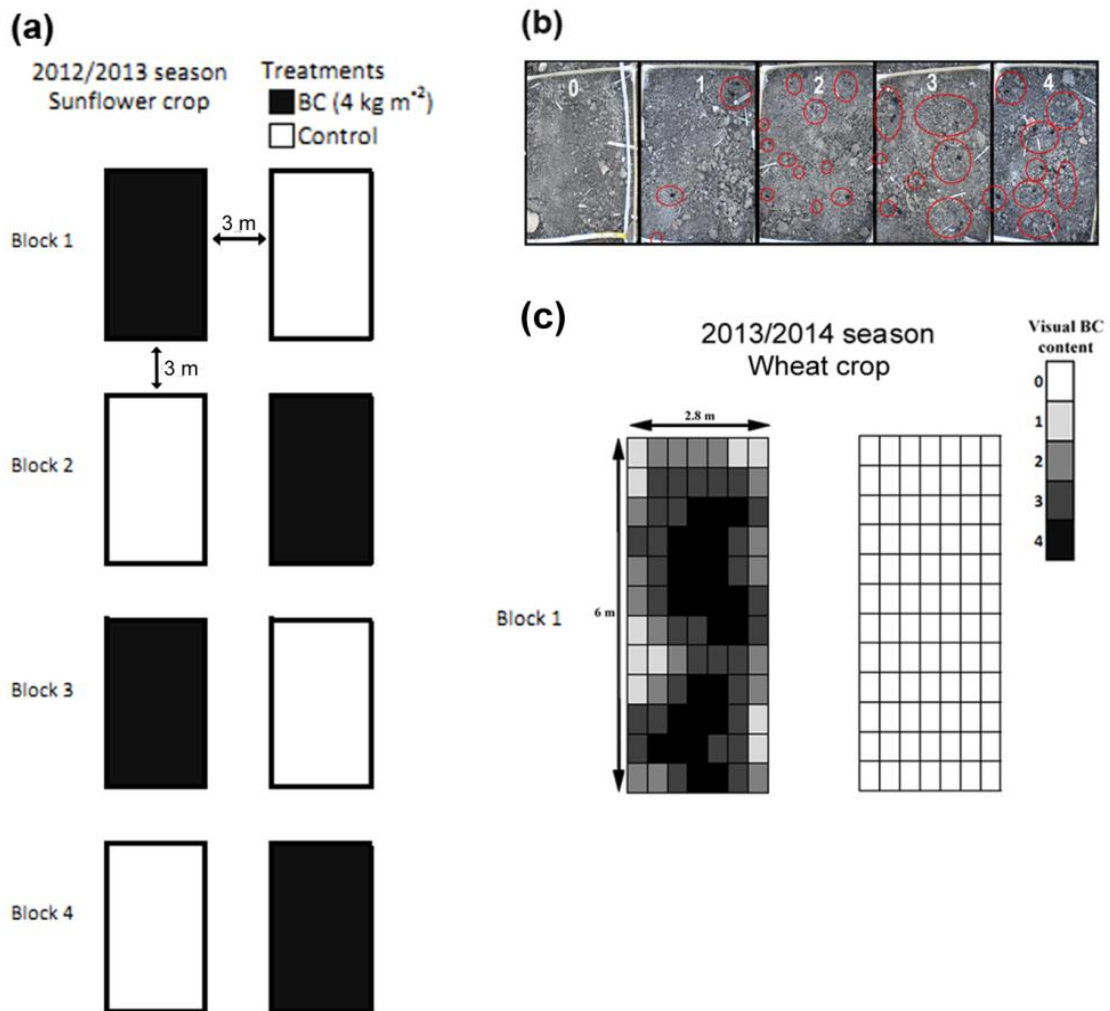 (a)
2012/2013 season
Sunflower crop
Treatments
BC (4 kg m⁻²)
Control
Block 1
3 m
3 m
Block 2
Block 3
Block 4
(b)
0
1
2
3
4
(c)
2013/2014 season
Wheat crop
Visual BC
content
0
1
2
3
4
2.8 m
6 m
Block 1